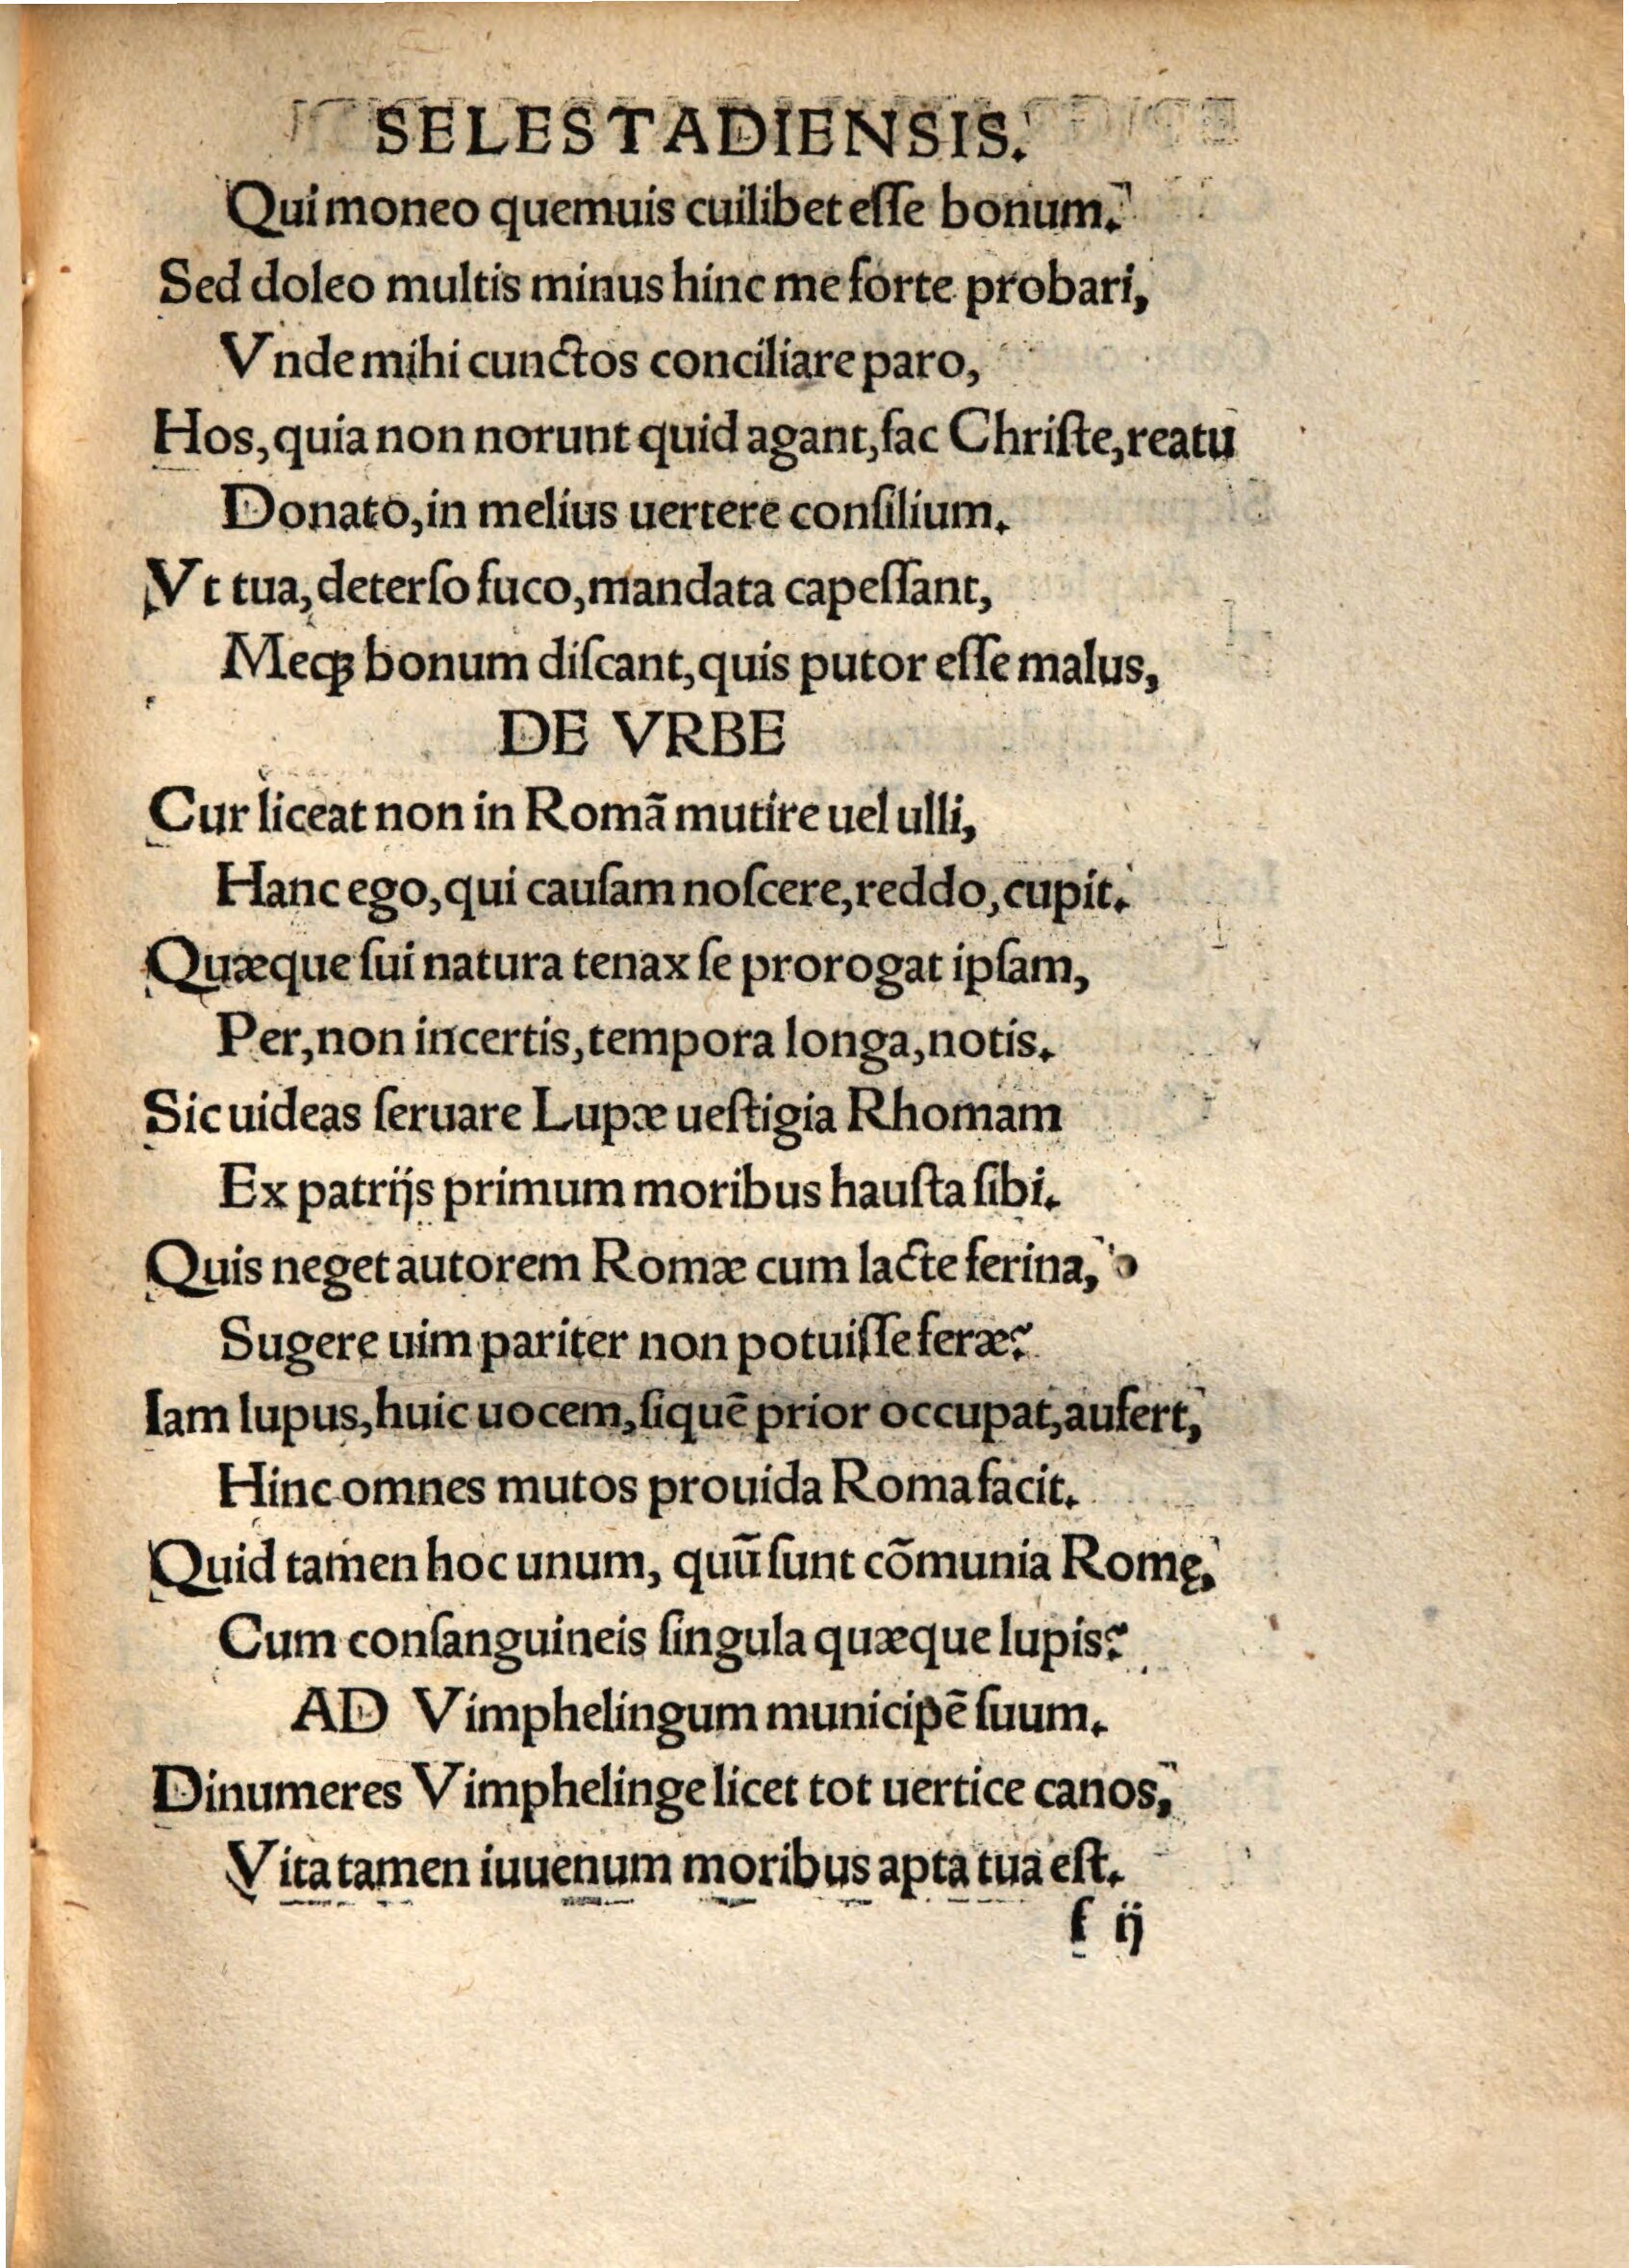 SELESTADIENSIS.
Qui moneo quemuis cuilibet eſſe bonum.
Sed doleo multis minus hinc me forte probari,
Vnde mihi cunctos conciliare paro,
Hos, quia non norunt quid agant, fac Chriſte, reatu
Donato, in melius uertere conſilium.
Vt tua, deterſo fuco, mandata capeſſant,
Meqꝫ bonum diſcant, quis putor eſſe malus,
DE VRBE
Cur liceat non in Romã mutire uel ulli,
Hanc ego, qui cauſam noſcere, reddo, cupit.
Quæque ſui natura tenax ſe prorogat ipſam,
Per, non incertis, tempora longa, notis.
Sic uideas ſeruare Lupæ ueſtigia Rhomam
Ex patrijs primum moribus hauſta ſibi.
Quis neget autorem Romæ cum lacte ferina,
Sugere uim pariter non potuiſſe feræ?
Iam lupus, huic uocem, ſiquẽ prior occupat, aufert,
Hinc omnes mutos prouida Roma facit.
Quid tamen hoc unum, quũ ſunt cõmunia Romę,
Cum conſanguineis ſingula quæque lupis?
AD Vimphelingum municipẽ ſuum.
Dinumeres Vimphelinge licet tot uertice canos,
Vita tamen iuuenum moribus apta tua eſt.
f ij